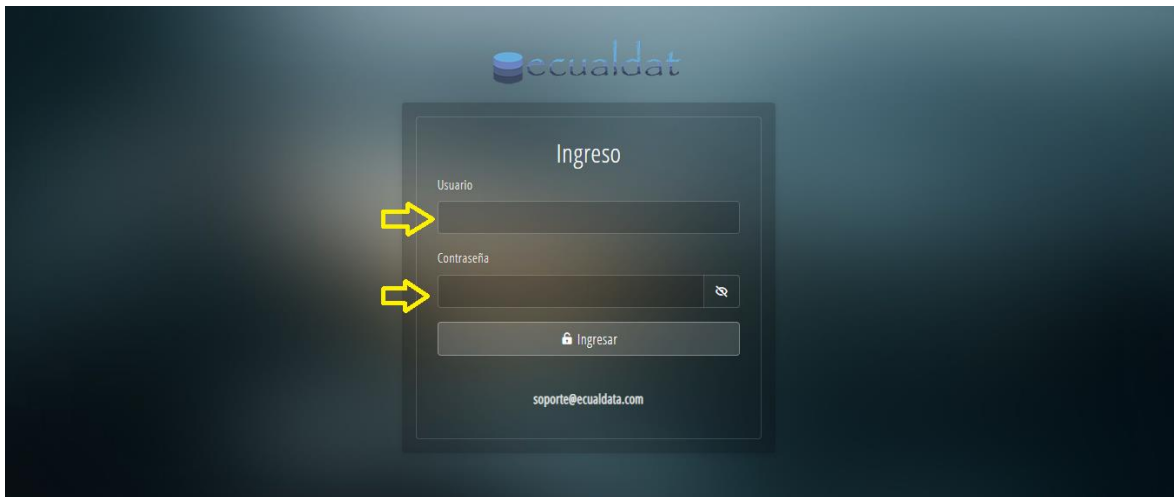 ecualdat
Ingreso
Usuario
Contraseña
Ingresar
soporte@ecualdata.com